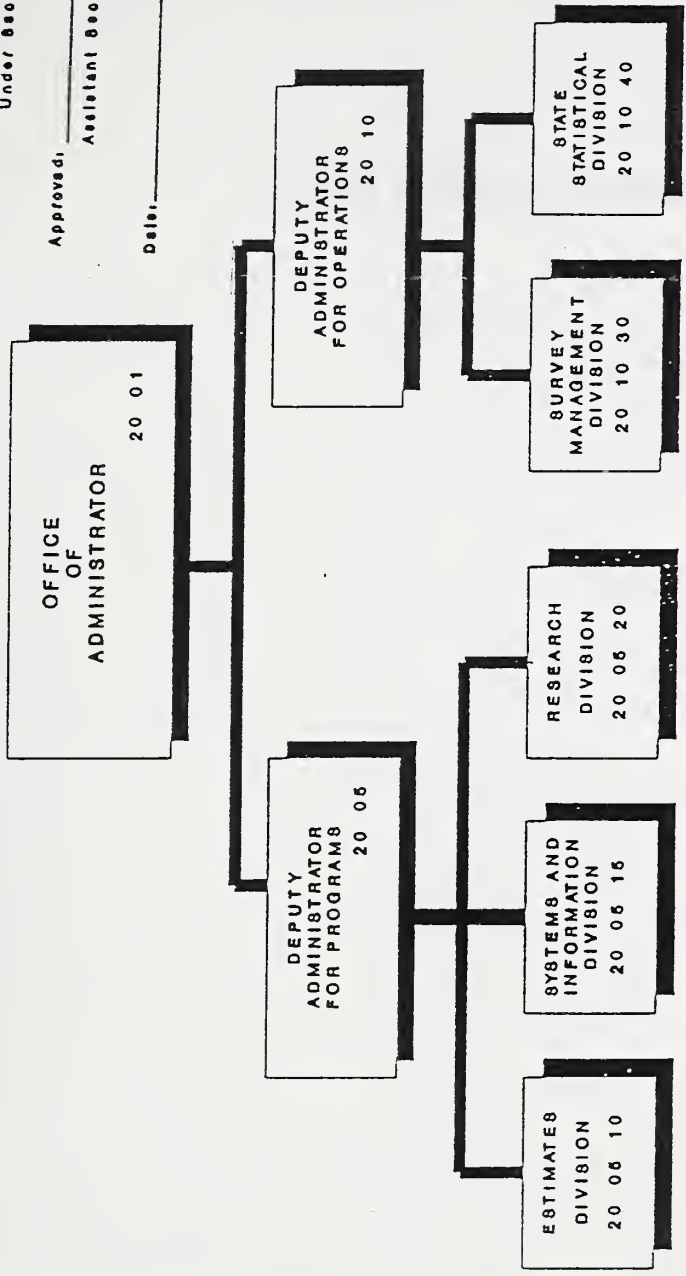 Under Sec
Approved:
Assistant Sec
Date:
OFFICE
OF
ADMINISTRATOR
20 01
DEPUTY
ADMINISTRATOR
FOR PROGRAMS
20 05
DEPUTY
ADMINISTRATOR
FOR OPERATIONS
20 10
ESTIMATES
DIVISION
20 05 10
SYSTEMS AND
INFORMATION
DIVISION
20 05 15
RESEARCH
DIVISION
20 05 20
SURVEY
MANAGEMENT
DIVISION
20 10 30
STATE
STATISTICAL
DIVISION
20 10 40